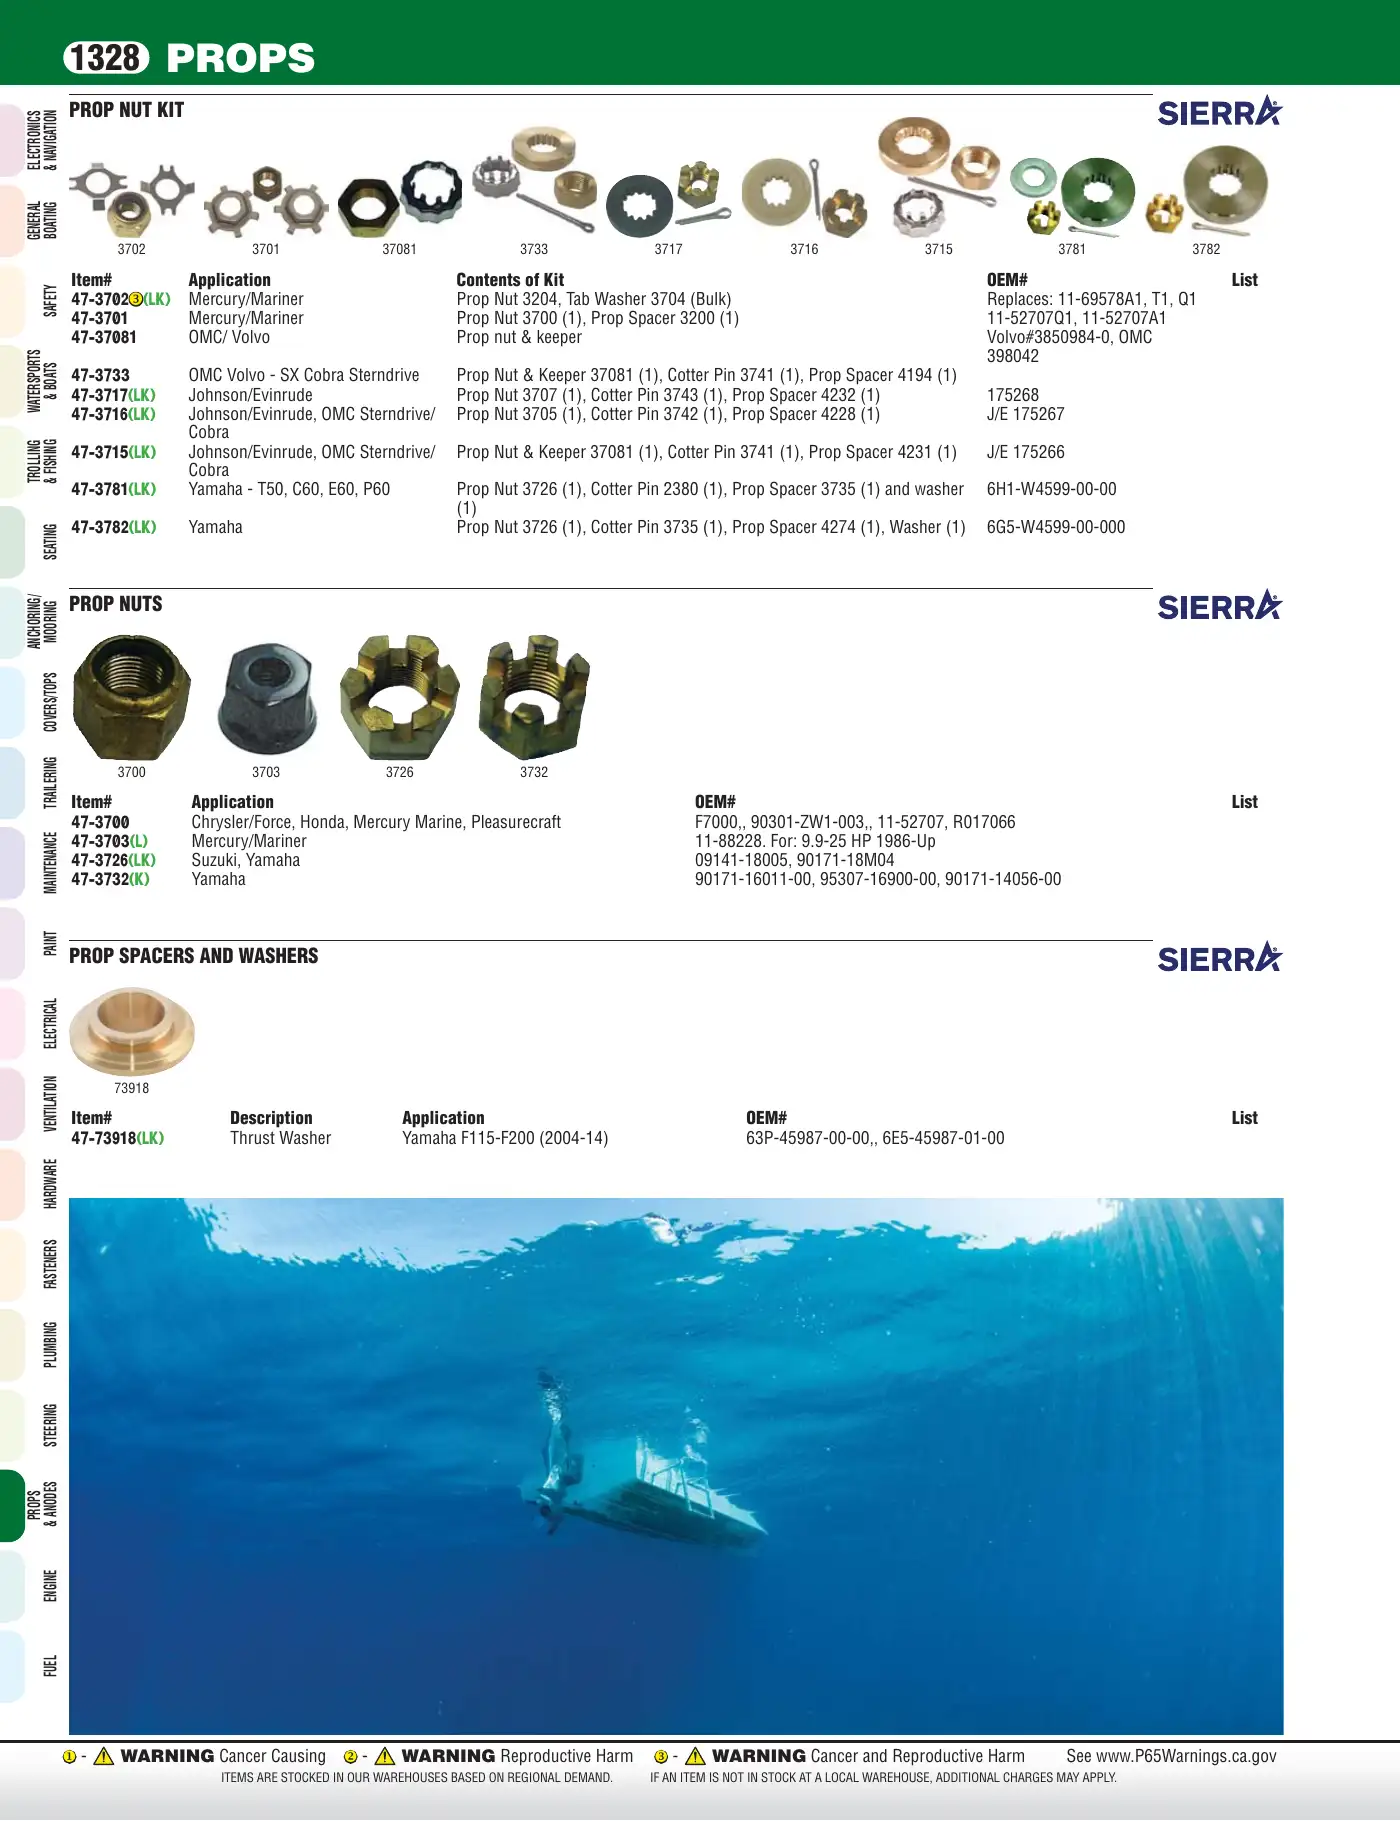 1328 PROPS
PROP NUT KIT
SIERRA
3702 3701 37081 3733 3717 3716 3715 3781 3782
Item# Application Contents of Kit OEM# List
47-3702 3 (LK) Mercury/Mariner Prop Nut 3204, Tab Washer 3704 (Bulk) Replaces: 11-69578A1, T1, Q1
47-3701 Mercury/Mariner Prop Nut 3700 (1), Prop Spacer 3200 (1) 11-52707Q1, 11-52707A1
47-37081 OMC/ Volvo Prop nut & keeper Volvo#3850984-0, OMC
398042
47-3733 OMC Volvo - SX Cobra Sterndrive Prop Nut & Keeper 37081 (1), Cotter Pin 3741 (1), Prop Spacer 4194 (1)
47-3717(LK) Johnson/Evinrude Prop Nut 3707 (1), Cotter Pin 3743 (1), Prop Spacer 4232 (1) 175268
47-3716(LK) Johnson/Evinrude, OMC Sterndrive/ Prop Nut 3705 (1), Cotter Pin 3742 (1), Prop Spacer 4228 (1) J/E 175267
Cobra
47-3715(LK) Johnson/Evinrude, OMC Sterndrive/ Prop Nut & Keeper 37081 (1), Cotter Pin 3741 (1), Prop Spacer 4231 (1) J/E 175266
Cobra
47-3781(LK) Yamaha - T50, C60, E60, P60 Prop Nut 3726 (1), Cotter Pin 2380 (1), Prop Spacer 3735 (1) and washer 6H1-W4599-00-00
(1)
47-3782(LK) Yamaha Prop Nut 3726 (1), Cotter Pin 3735 (1), Prop Spacer 4274 (1), Washer (1) 6G5-W4599-00-000
PROP NUTS
SIERRA
3700 3703 3726 3732
Item# Application OEM# List
47-3700 Chrysler/Force, Honda, Mercury Marine, Pleasurecraft F7000,, 90301-ZW1-003,, 11-52707, R017066
47-3703(L) Mercury/Mariner 11-88228. For: 9.9-25 HP 1986-Up
47-3726(LK) Suzuki, Yamaha 09141-18005, 90171-18M04
47-3732(K) Yamaha 90171-16011-00, 95307-16900-00, 90171-14056-00
PROP SPACERS AND WASHERS
SIERRA
73918
Item# Description Application OEM# List
47-73918(LK) Thrust Washer Yamaha F115-F200 (2004-14) 63P-45987-00-00,, 6E5-45987-01-00
ELECTRONICS
& NAVIGATION
GENERAL
BOATING
SAFETY
WATERSPORTS
& BOATS
TROLLING
& FISHING
SEATING
ANCHORING/
MOORING
COVERS/TOPS
TRAILERING
MAINTENANCE
PAINT
ELECTRICAL
VENTILATION
HARDWARE
FASTENERS
PLUMBING
STEERING
PROPS
& ANODES
ENGINE
FUEL
1 - WARNING Cancer Causing 2 - WARNING Reproductive Harm 3 - WARNING Cancer and Reproductive Harm See www.P65Warnings.ca.gov
ITEMS ARE STOCKED IN OUR WAREHOUSES BASED ON REGIONAL DEMAND. IF AN ITEM IS NOT IN STOCK AT A LOCAL WAREHOUSE, ADDITIONAL CHARGES MAY APPLY.